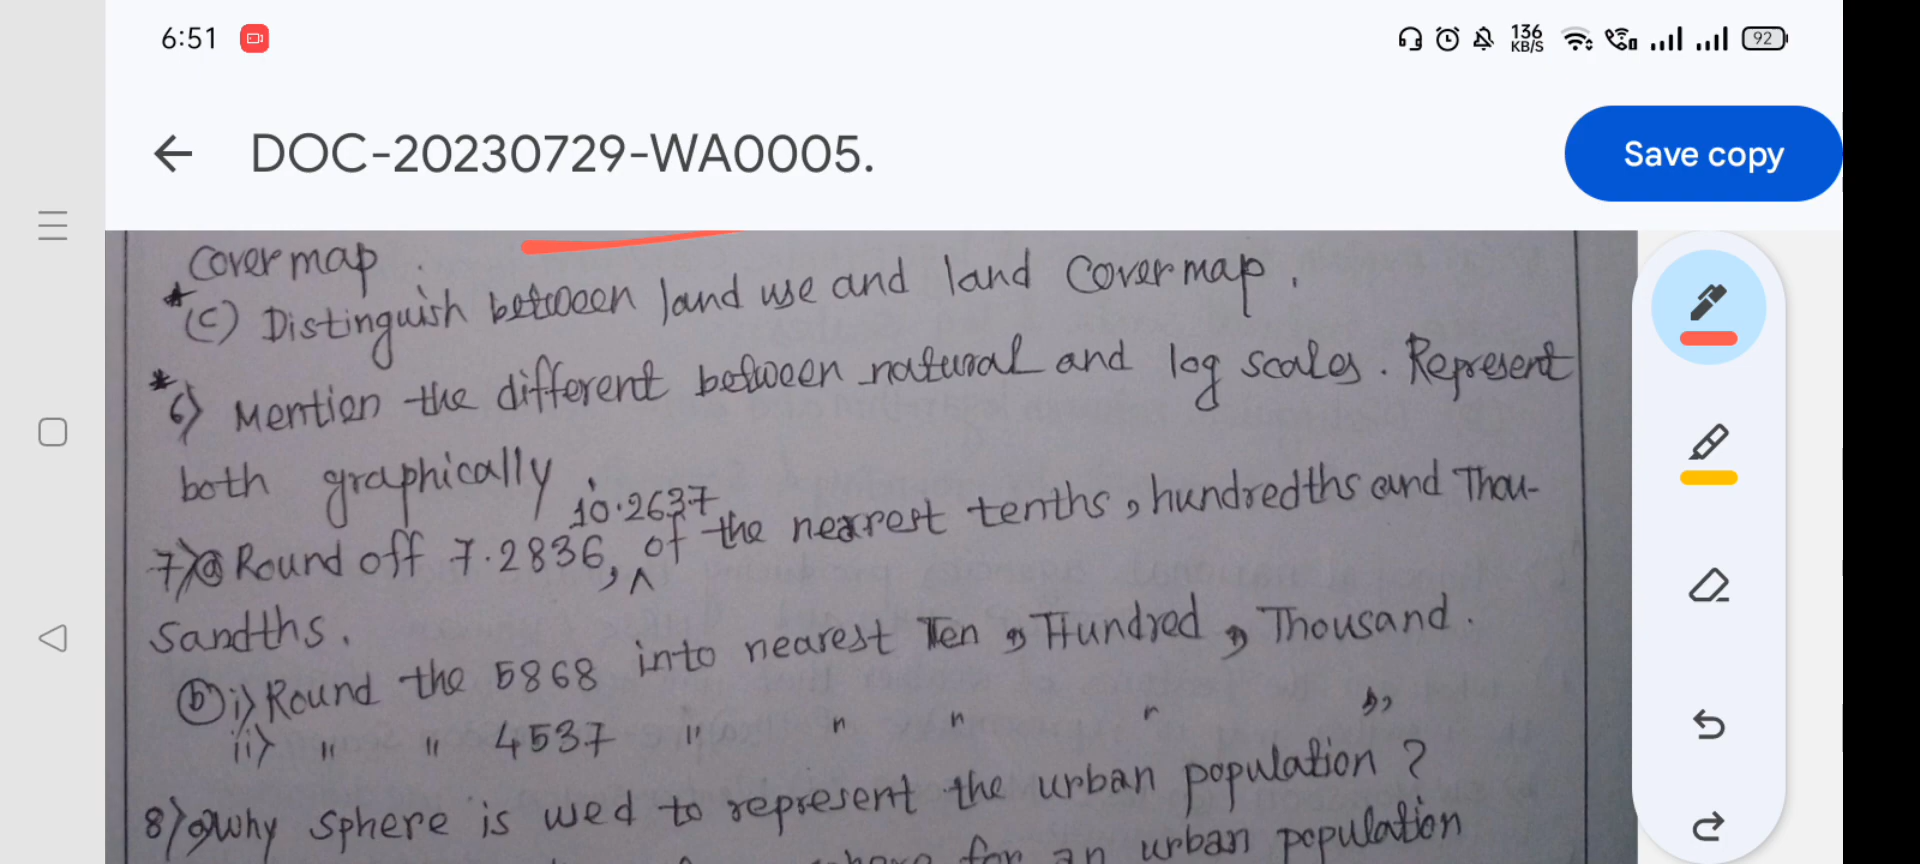 6:51
136
KB/S
92
DOC-20230729-WA0005.
Save copy
Cover map
*(c) Distinguish between land use and land Cover map.
*6) Mention the different between natural and log scales. Represent
both graphically
10.2637
7) a Round off 7.2836, ^ of the nearest tenths, hundredths and Thou-
sandths.
(b) i) Round the 5868 into nearest Ten, Hundred, Thousand.
ii) " " 4537 " " " " "
8) a) Why sphere is used to represent the urban population?
for an urban population